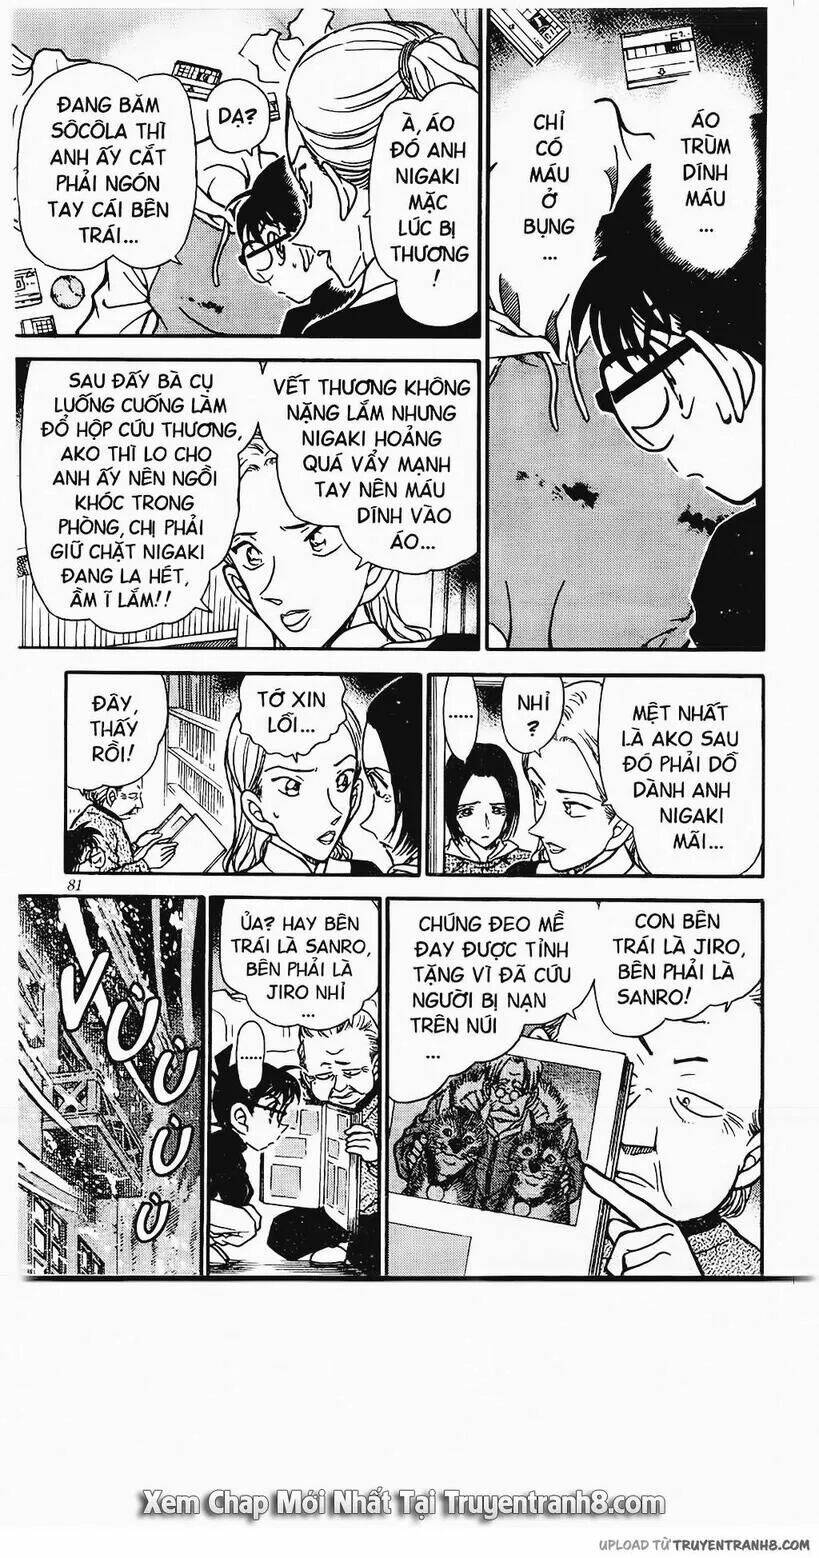 ÁO
TRÙM
DÍNH
MÁU
...
CHỈ
CÓ
MÁU
Ở
BỤNG
...
À, ÁO
ĐÓ ANH
NIGAKI
MẶC
LÚC BỊ
THƯƠNG
!
DẠ?
ĐANG BĂM
SÔCÔLA THÌ
ANH ẤY CẮT
PHẢI NGÓN
TAY CÁI BÊN
TRÁI...
VẾT THƯƠNG KHÔNG
NẶNG LẮM NHƯNG
NIGAKI HOẢNG
QUÁ VẨY MẠNH
TAY NÊN MÁU
DÍNH VÀO
ÁO...
SAU ĐẤY BÀ CỤ
LUỐNG CUỐNG LÀM
ĐỔ HỘP CỨU THƯƠNG,
AKO THÌ LO CHO
ANH ẤY NÊN NGỒI
KHÓC TRONG
PHÒNG, CHỊ PHẢI
GIỮ CHẶT NIGAKI
ĐANG LA HÉT,
ẦM Ĩ LẮM!!
MỆT NHẤT
LÀ AKO SAU
ĐÓ PHẢI DỖ
DÀNH ANH
NIGAKI
MÃI...
NHỈ
?
......
TỚ XIN
LỖI...
ĐÂY,
THẤY
RỒI!
81
CON BÊN
TRÁI LÀ JIRO,
BÊN PHẢI LÀ
SANRO!
CHÚNG ĐEO MỀ
ĐAY ĐƯỢC TỈNH
TẶNG VÌ ĐÃ CỨU
NGƯỜI BỊ NẠN
TRÊN NÚI
...
ỦA? HAY BÊN
TRÁI LÀ SANRO,
BÊN PHẢI LÀ
JIRO NHỈ
...
......
VÙ Ù Ù Ù Ù
Xem Chap Mới Nhất Tại Truyentranh8.com
UPLOAD TỪ TRUYENTRANH8.COM